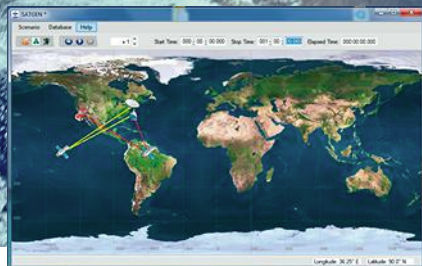 SATGEN *
Scenario Database Help
x 1 Start Time: 000 : 00 : 00.000 Stop Time: 001 : 00 : Elapsed Time: 000:00:00.000
Longitude: 36.25° E Latitude: 90.0° N